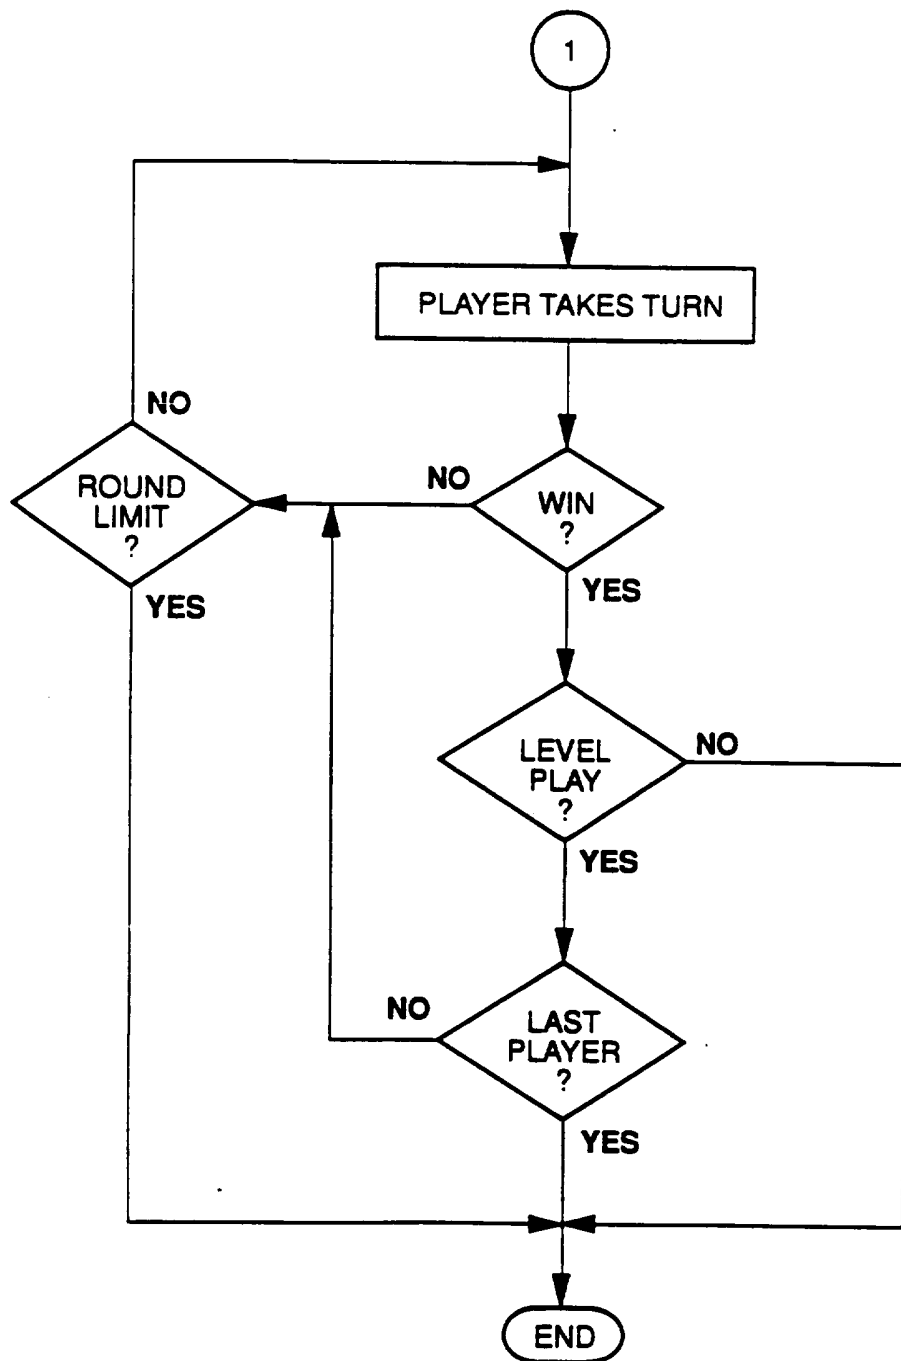 1
PLAYER TAKES TURN
NO
ROUND
LIMIT
?
YES
NO
WIN
?
YES
LEVEL
PLAY
?
NO
YES
NO
LAST
PLAYER
?
YES
END